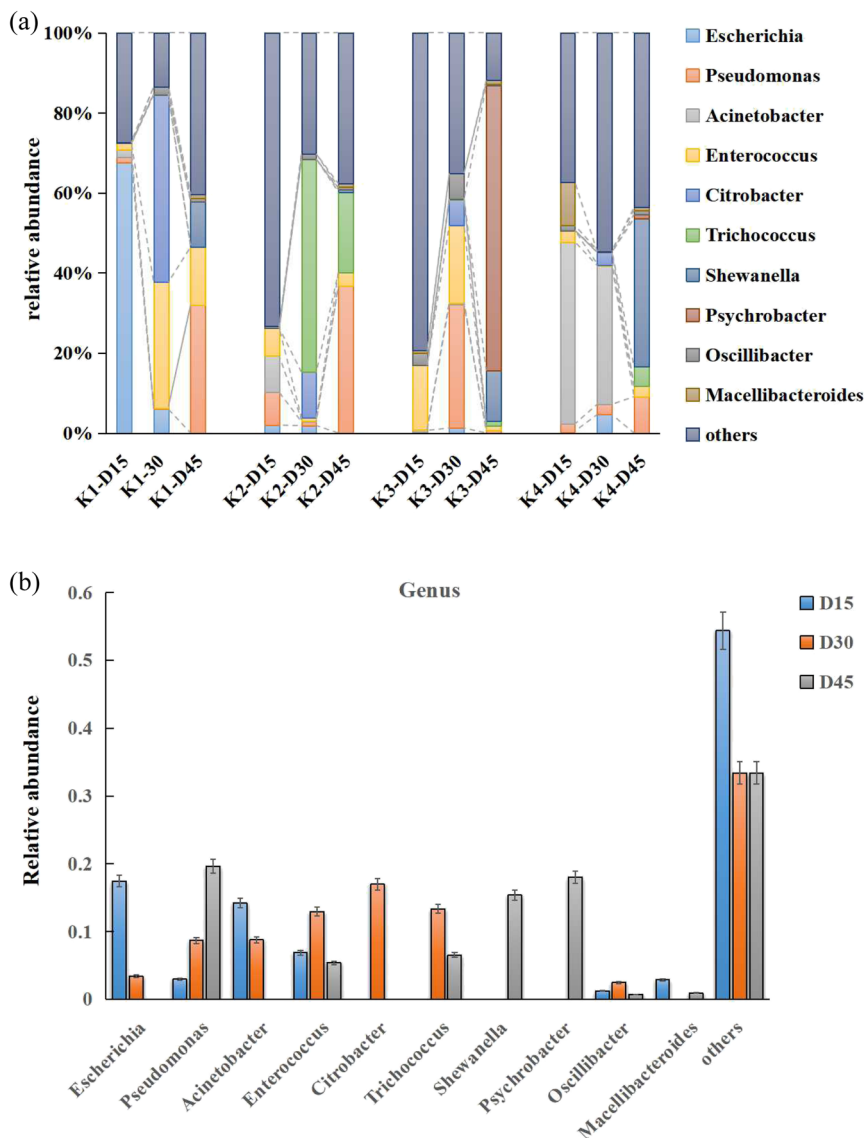 (a)
100%
80%
60%
40%
20%
0%
relative abundance
K1-D15
K1-30
K1-D45
K2-D15
K2-D30
K2-D45
K3-D15
K3-D30
K3-D45
K4-D15
K4-D30
K4-D45
Escherichia
Pseudomonas
Acinetobacter
Enterococcus
Citrobacter
Trichococcus
Shewanella
Psychrobacter
Oscillibacter
Macellibacteroides
others
(b)
Genus
0.6
0.5
0.4
0.3
0.2
0.1
0
Relative abundance
D15
D30
D45
Escherichia
Pseudomonas
Acinetobacter
Enterococcus
Citrobacter
Trichococcus
Shewanella
Psychrobacter
Oscillibacter
Macellibacteroides
others